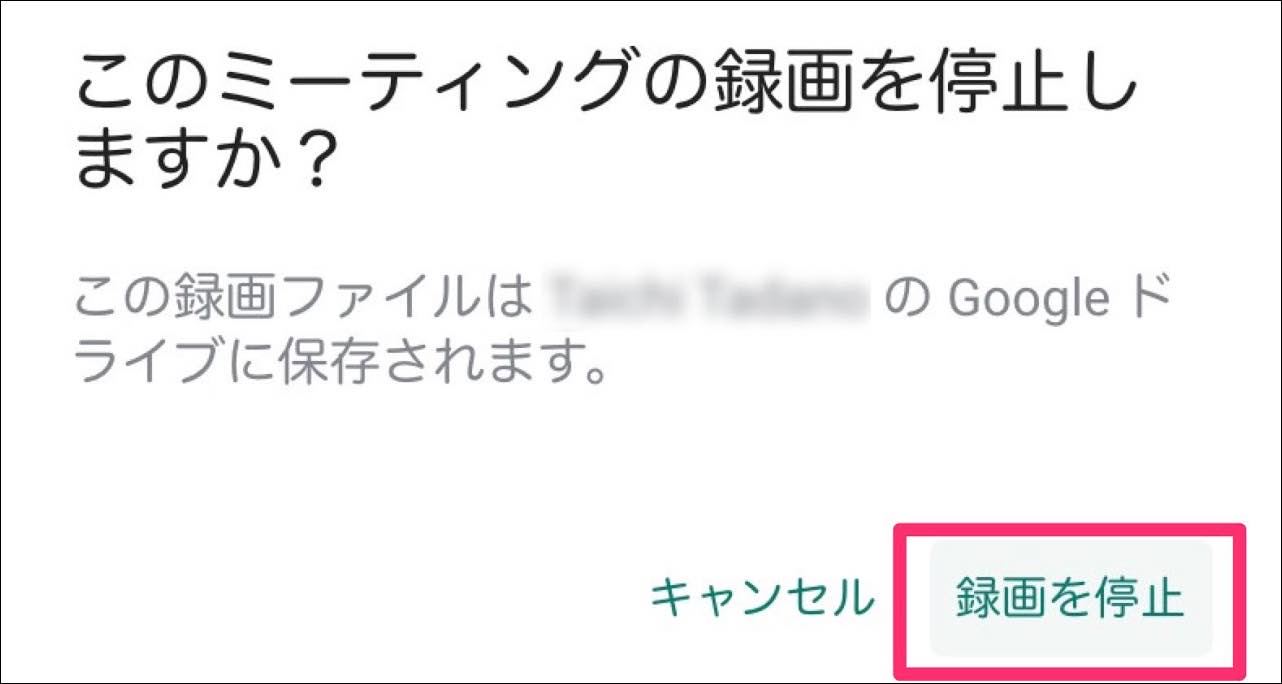 このミーティングの録画を停止し
ますか？
この録画ファイルは の Google ド
ライブに保存されます。
キャンセル 録画を停止